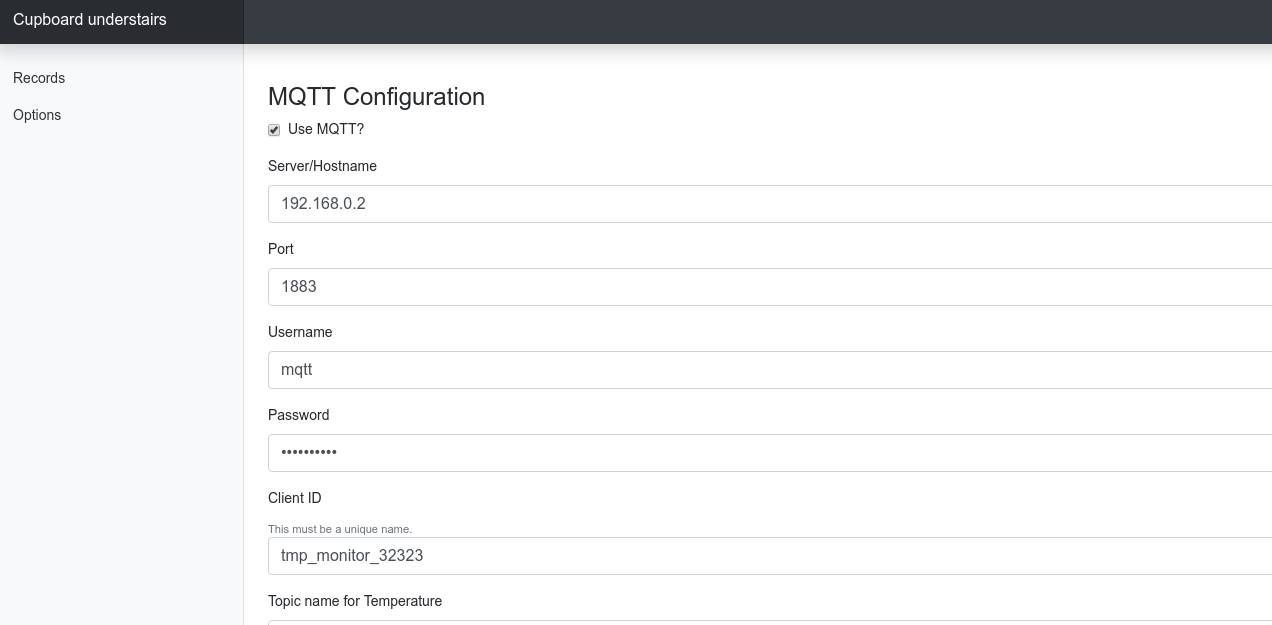 Cupboard understairs
Records
Options
MQTT Configuration
Use MQTT?
Server/Hostname
192.168.0.2
Port
1883
Username
mqtt
Password
••••••••••
Client ID
This must be a unique name.
tmp_monitor_32323
Topic name for Temperature